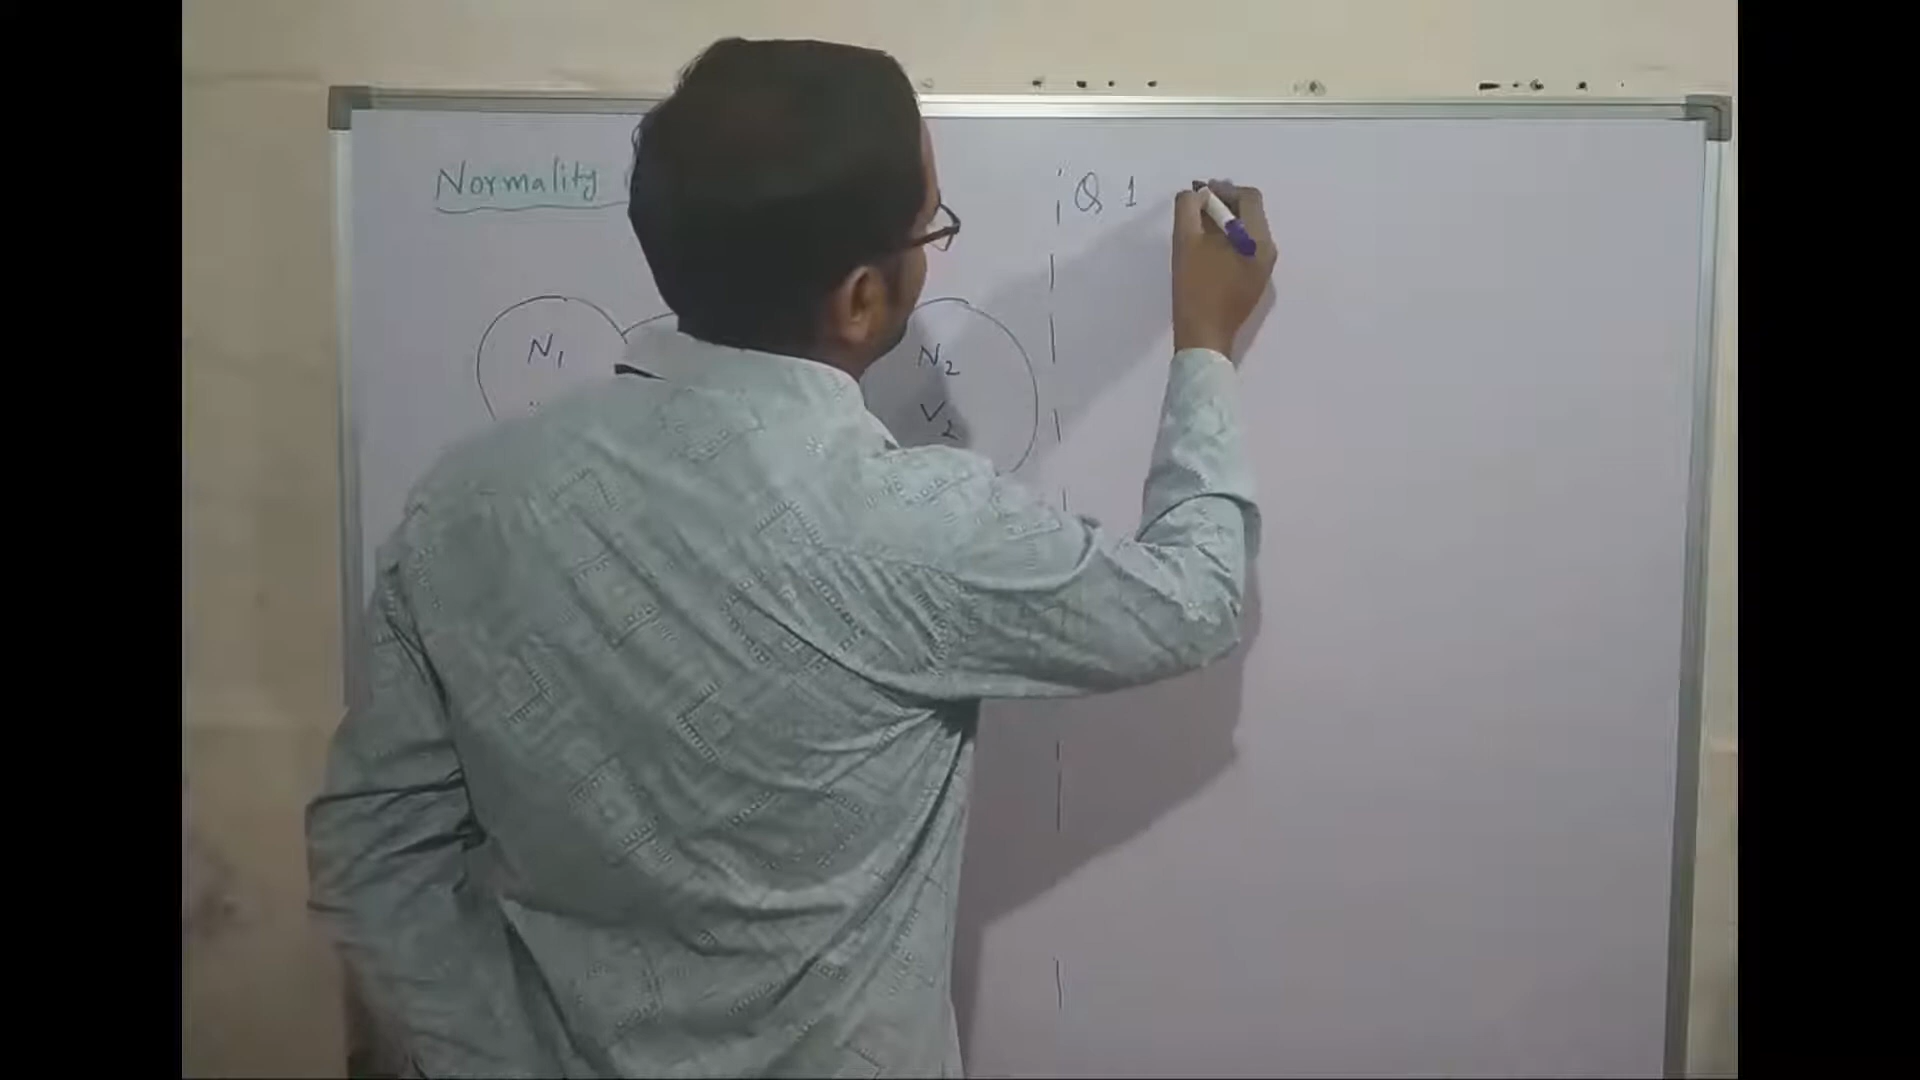 Normality
N₁
N₂
V₂
Q 1